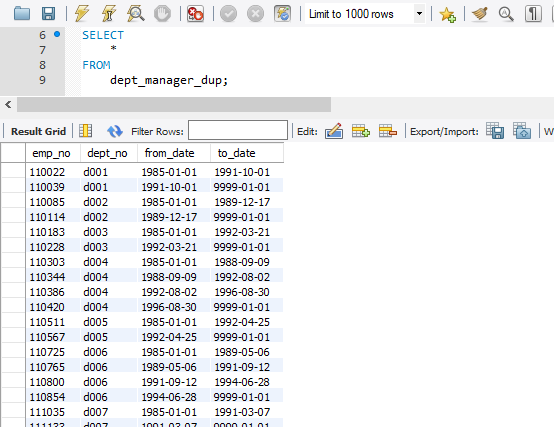 Limit to 1000 rows
6 SELECT
7 *
8 FROM
9 dept_manager_dup;
Result Grid Filter Rows: Edit: Export/Import: W
emp_no dept_no from_date to_date
110022 d001 1985-01-01 1991-10-01
110039 d001 1991-10-01 9999-01-01
110085 d002 1985-01-01 1989-12-17
110114 d002 1989-12-17 9999-01-01
110183 d003 1985-01-01 1992-03-21
110228 d003 1992-03-21 9999-01-01
110303 d004 1985-01-01 1988-09-09
110344 d004 1988-09-09 1992-08-02
110386 d004 1992-08-02 1996-08-30
110420 d004 1996-08-30 9999-01-01
110511 d005 1985-01-01 1992-04-25
110567 d005 1992-04-25 9999-01-01
110725 d006 1985-01-01 1989-05-06
110765 d006 1989-05-06 1991-09-12
110800 d006 1991-09-12 1994-06-28
110854 d006 1994-06-28 9999-01-01
111035 d007 1985-01-01 1991-03-07
111133 d007 1991-03-07 9999-01-01